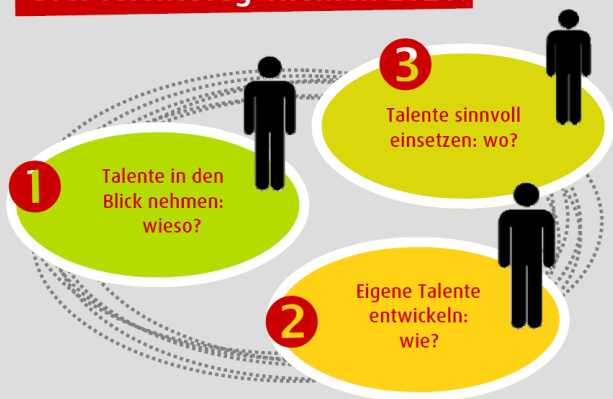 1
Talente in den
Blick nehmen:
wieso?
2
Eigene Talente
entwickeln:
wie?
3
Talente sinnvoll
einsetzen: wo?